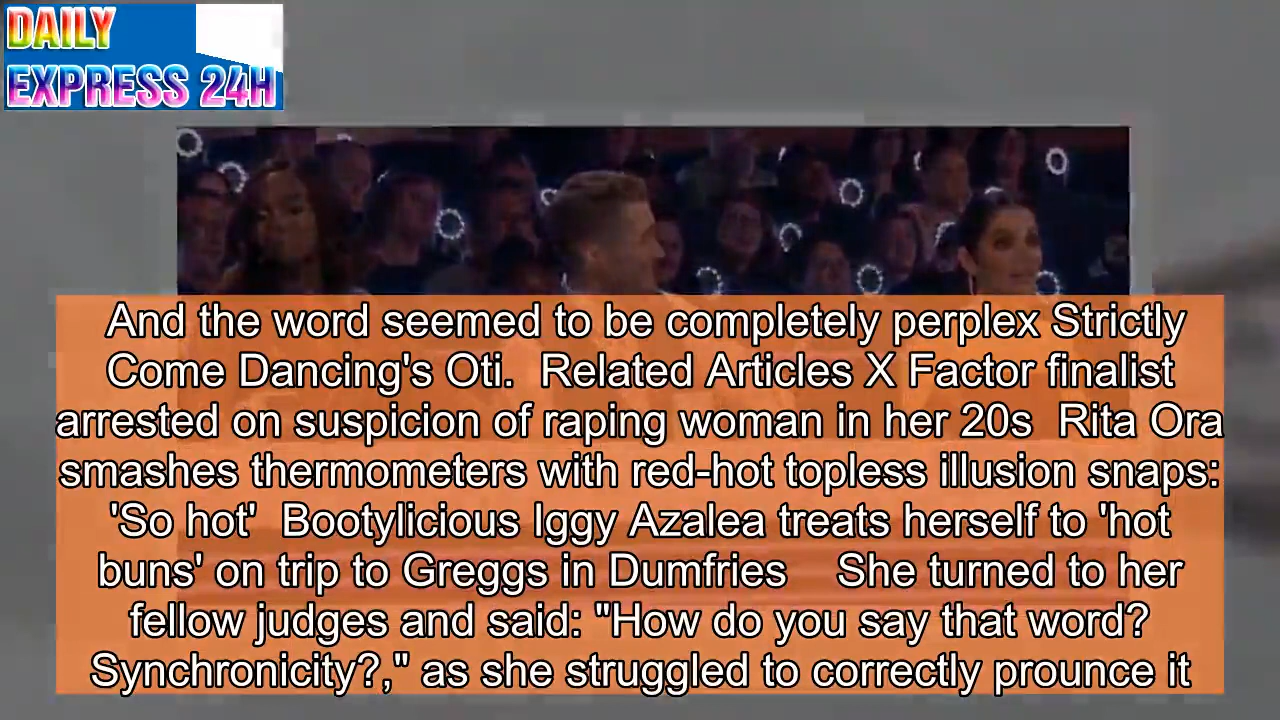 DAILY
EXPRESS 24H
And the word seemed to be completely perplex Strictly
Come Dancing's Oti.  Related Articles X Factor finalist
arrested on suspicion of raping woman in her 20s  Rita Ora
smashes thermometers with red-hot topless illusion snaps:
'So hot'  Bootylicious Iggy Azalea treats herself to 'hot
buns' on trip to Greggs in Dumfries    She turned to her
fellow judges and said: "How do you say that word?
Synchronicity?," as she struggled to correctly prounce it